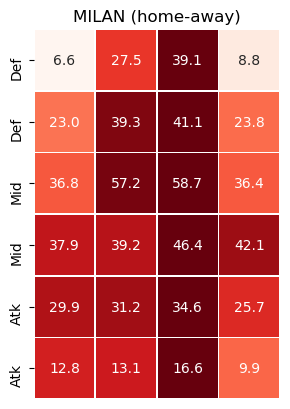 MILAN (home-away)
Def 6.6 27.5 39.1 8.8
Def 23.0 39.3 41.1 23.8
Mid 36.8 57.2 58.7 36.4
Mid 37.9 39.2 46.4 42.1
Atk 29.9 31.2 34.6 25.7
Atk 12.8 13.1 16.6 9.9